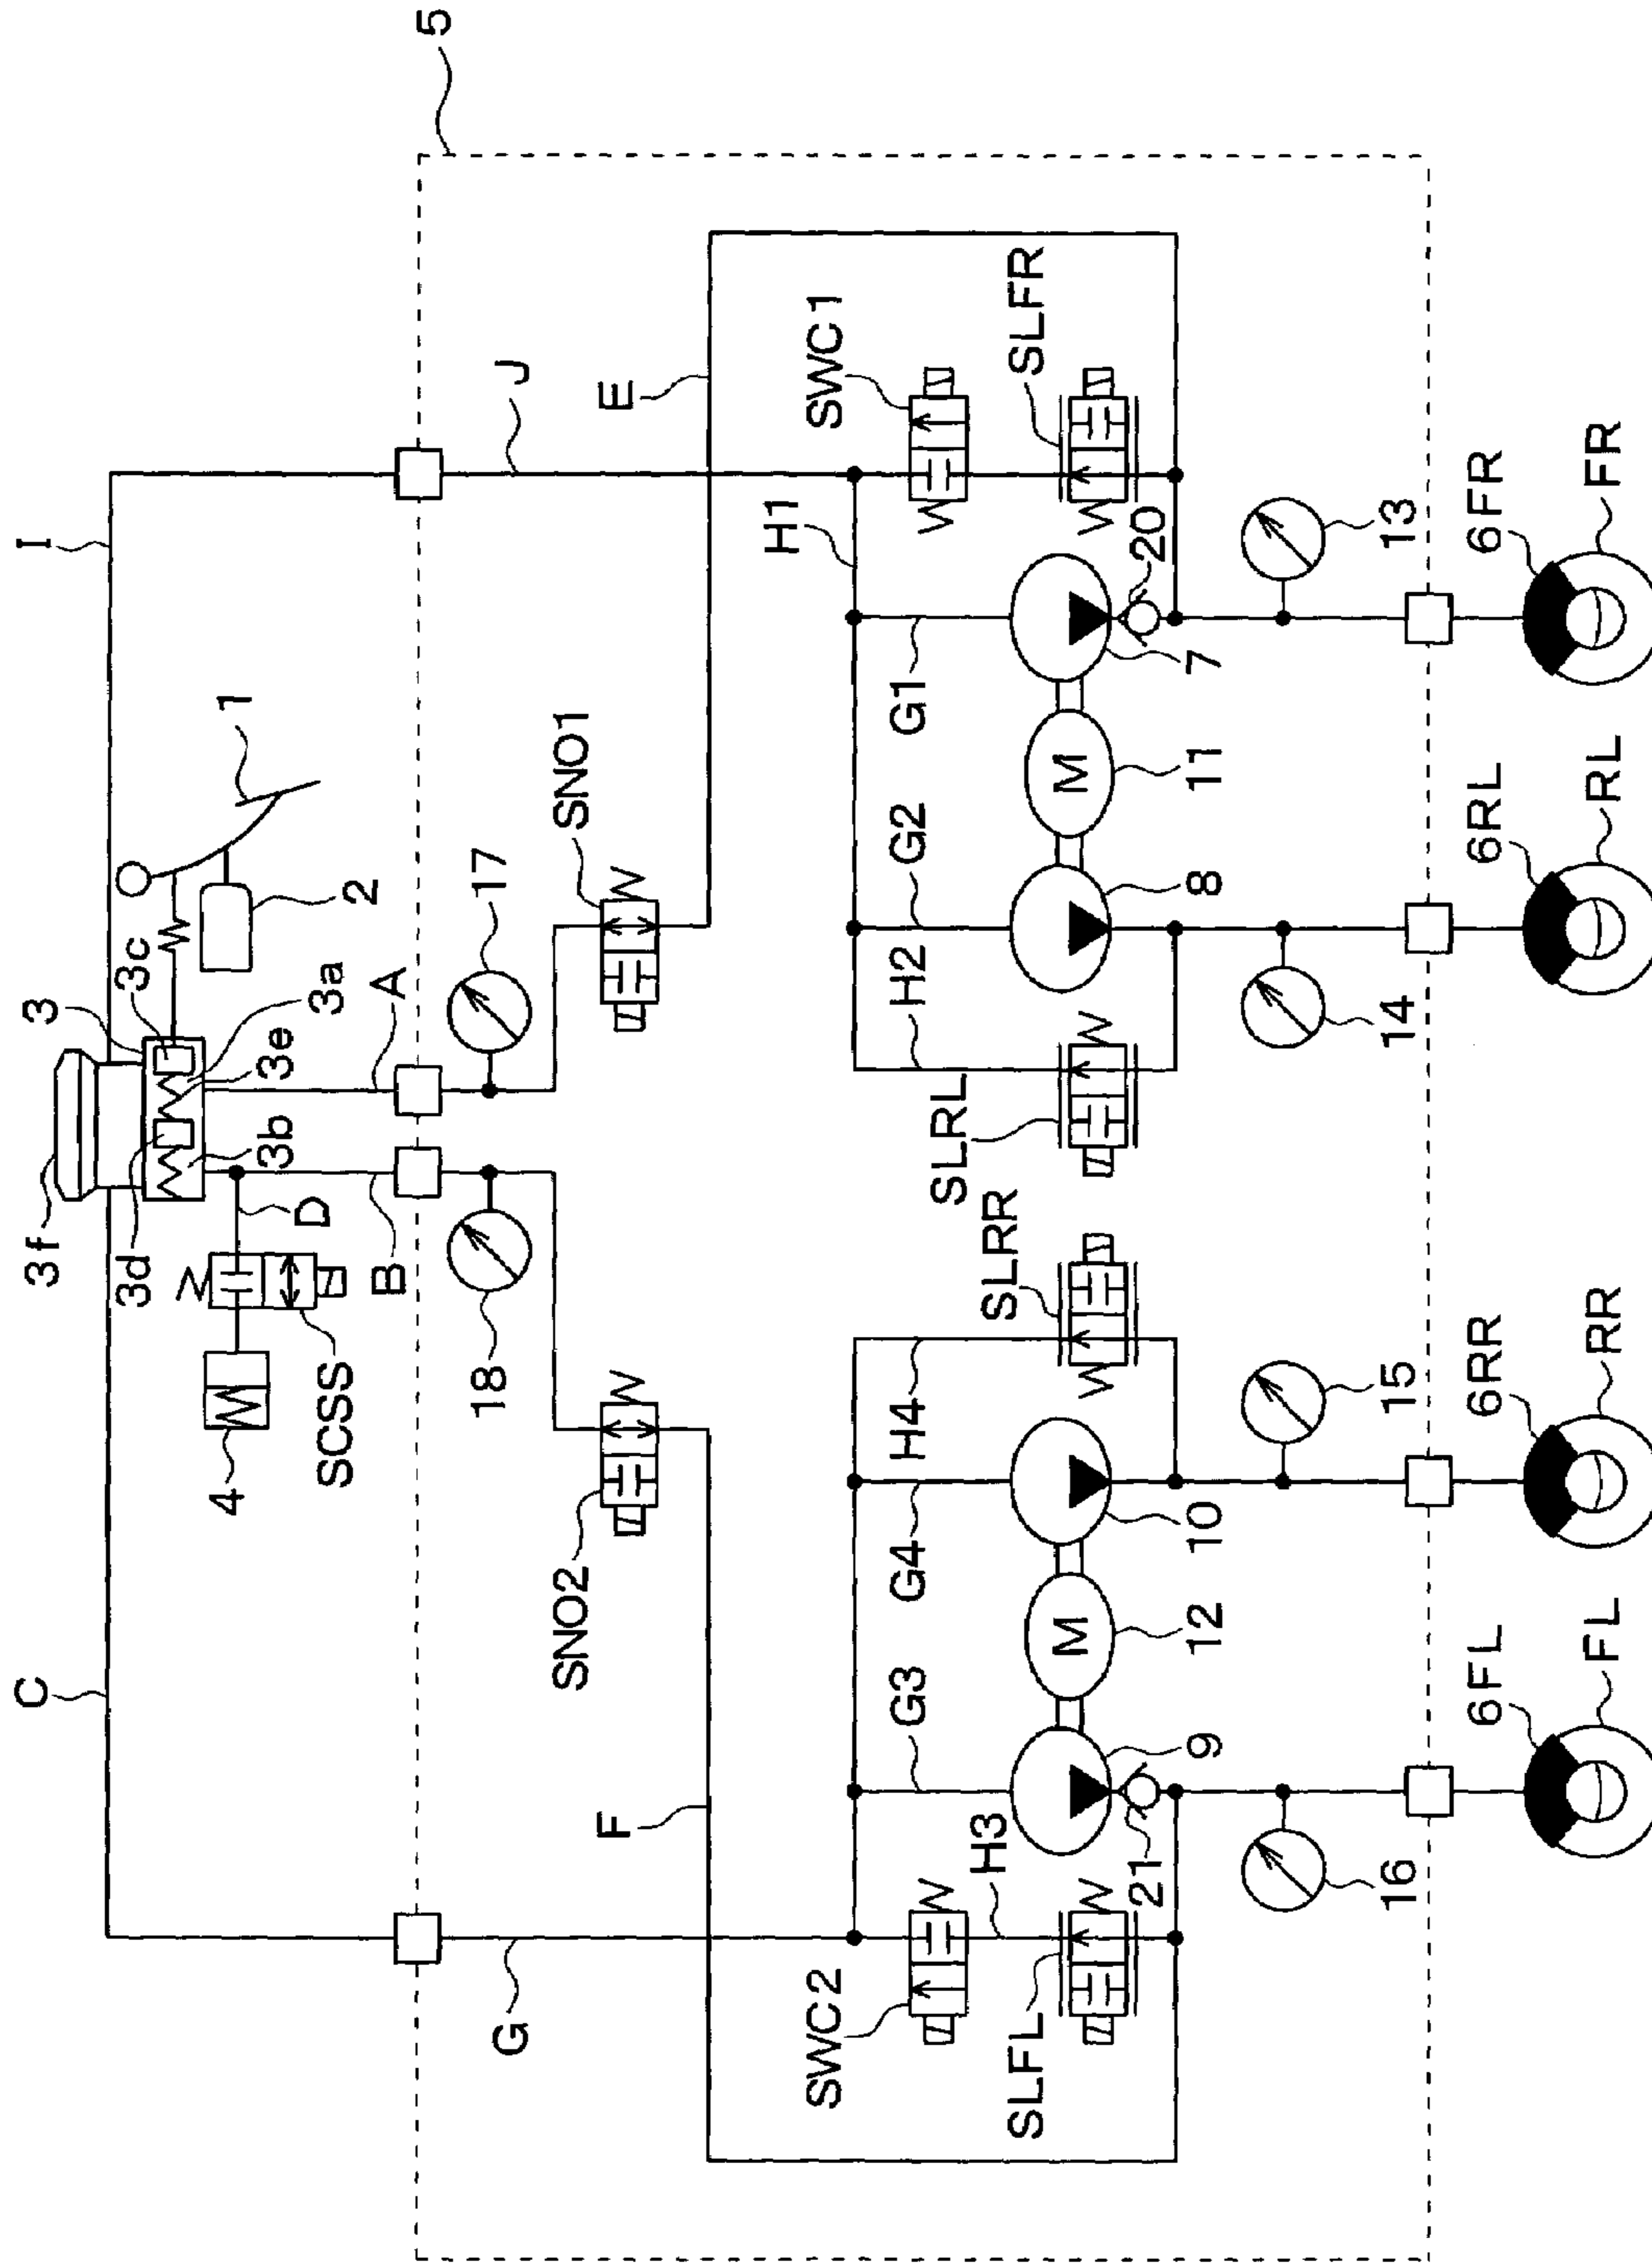 C
I
3f
3
3c
2
1
3d
3b
3e
3a
4
SCSS
D
B
A
5
G
18
17
J
SNO2
SNO1
F
E
SWC2
G3
G4
H4
H2
G2
G1
H1
SWC1
H3
SLFL
SLRR
SLRL
SLFR
M
M
21
20
9
12
10
8
11
7
16
15
14
13
6FL
6RR
6RL
6FR
FL
RR
RL
FR